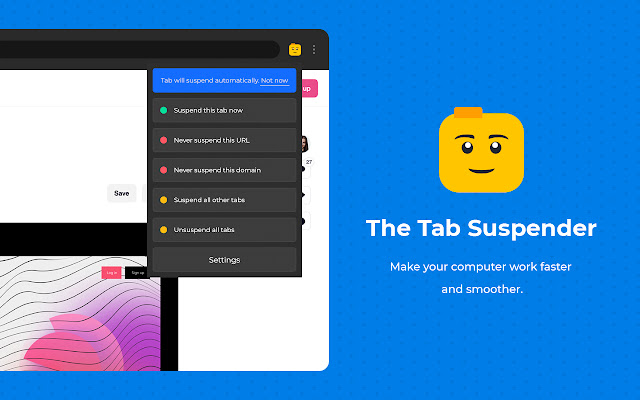 Tab will suspend automatically. Not now
up
Suspend this tab now
Never suspend this URL
27
Never suspend this domain
Save
Suspend all other tabs
Unsuspend all tabs
Settings
Log in
Sign up
The Tab Suspender
Make your computer work faster
and smoother.